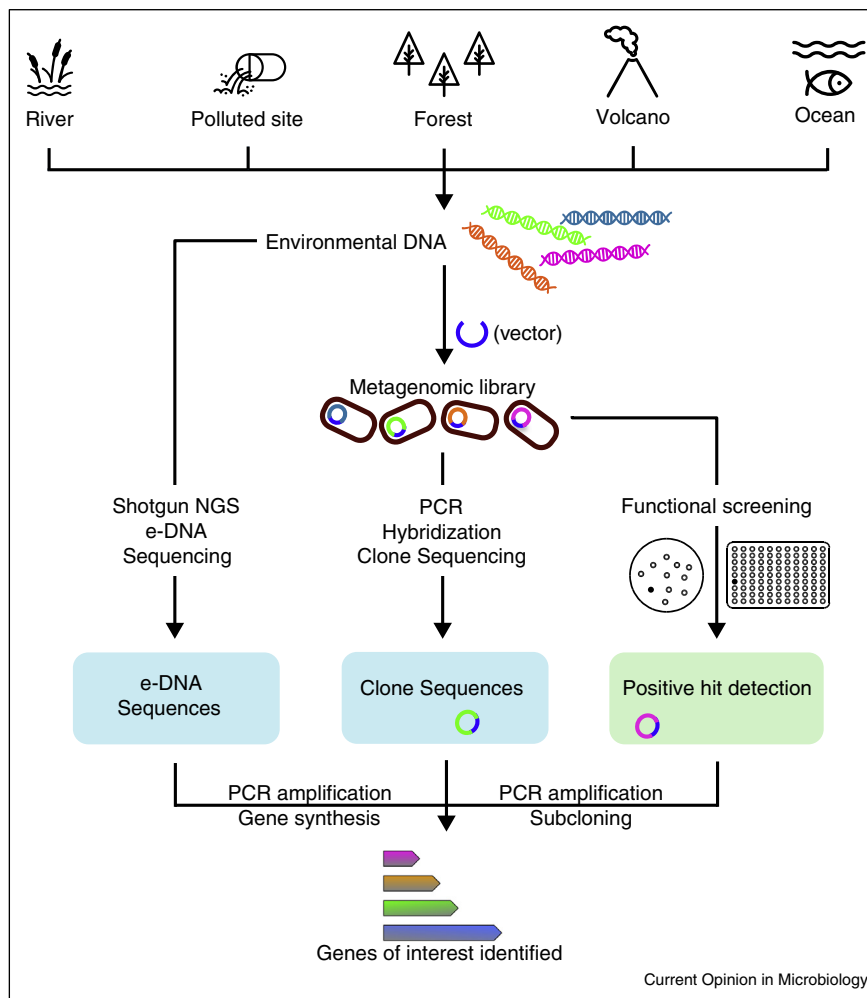 River
Polluted site
Forest
Volcano
Ocean
Environmental DNA
(vector)
Metagenomic library
Shotgun NGS
e-DNA
Sequencing
PCR
Hybridization
Clone Sequencing
Functional screening
e-DNA
Sequences
Clone Sequences
Positive hit detection
PCR amplification
Gene synthesis
PCR amplification
Subcloning
Genes of interest identified
Current Opinion in Microbiology